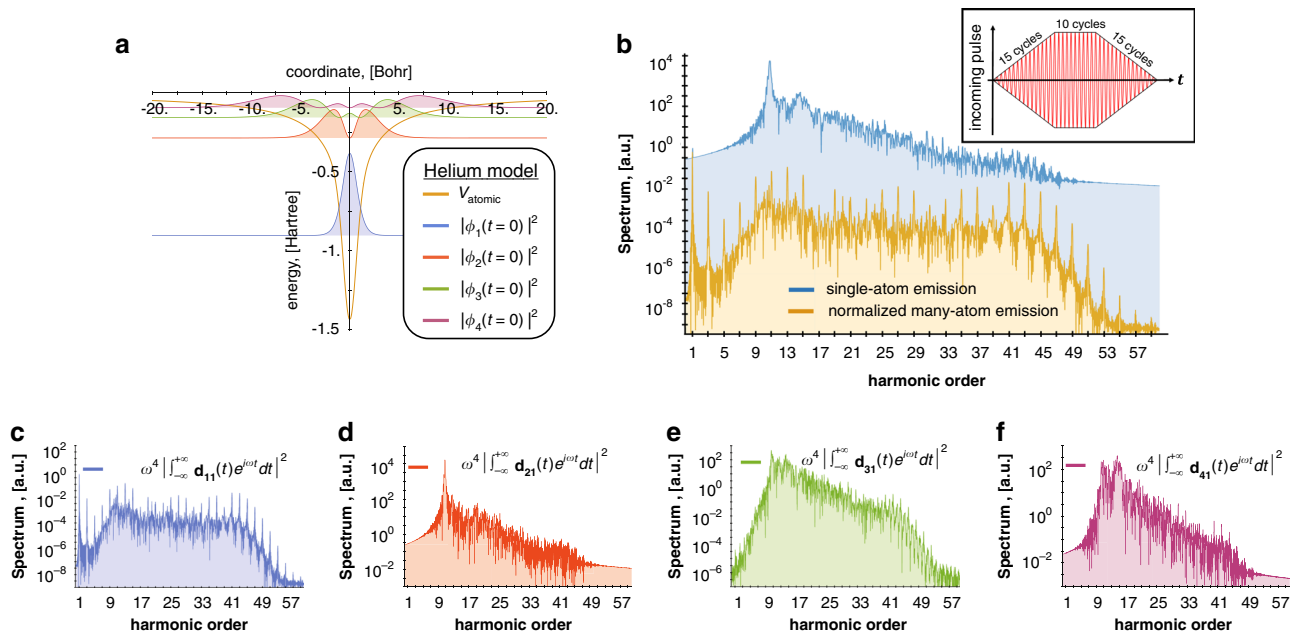 a
coordinate, [Bohr]
-20. -15. -10. -5. 5. 10. 15. 20.
-0.5
-1.
-1.5
energy, [Hartree]
Helium model
V_atomic
|ϕ_1(t = 0)|^2
|ϕ_2(t = 0)|^2
|ϕ_3(t = 0)|^2
|ϕ_4(t = 0)|^2
b
10^4
10^2
10^0
10^-2
10^-4
10^-6
10^-8
Spectrum, [a.u.]
1 5 9 13 17 21 25 29 33 37 41 45 49 53 57
harmonic order
single-atom emission
normalized many-atom emission
incoming pulse
15 cycles
10 cycles
15 cycles
t
c
10^2
10^0
10^-2
10^-4
10^-6
10^-8
Spectrum , [a.u.]
ω^4 |∫_{-∞}^{+∞} d_11(t)e^{iωt}dt|^2
1 9 17 25 33 41 49 57
harmonic order
d
10^4
10^2
10^0
10^-2
Spectrum , [a.u.]
ω^4 |∫_{-∞}^{+∞} d_21(t)e^{iωt}dt|^2
1 9 17 25 33 41 49 57
harmonic order
e
10^2
10^0
10^-2
10^-4
10^-6
Spectrum , [a.u.]
ω^4 |∫_{-∞}^{+∞} d_31(t)e^{iωt}dt|^2
1 9 17 25 33 41 49 57
harmonic order
f
10^2
10^0
10^-2
Spectrum , [a.u.]
ω^4 |∫_{-∞}^{+∞} d_41(t)e^{iωt}dt|^2
1 9 17 25 33 41 49 57
harmonic order